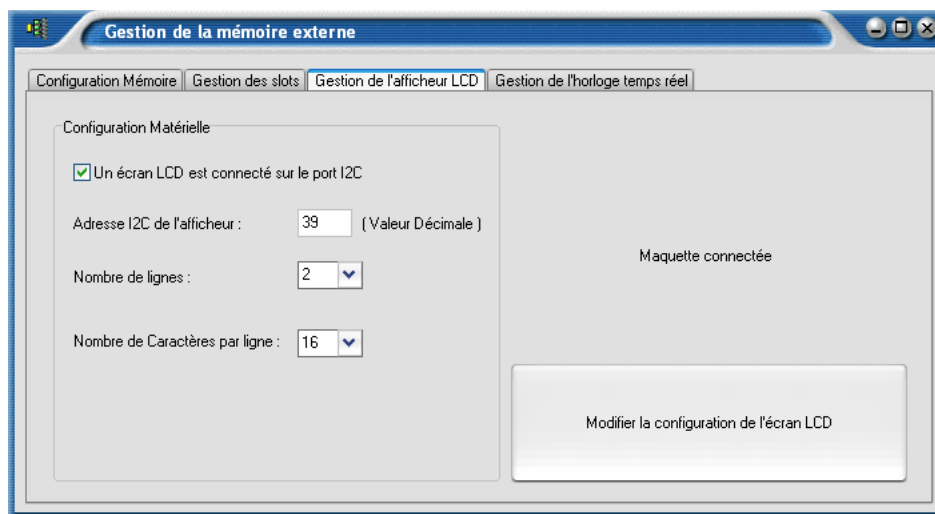 Gestion de la mémoire externe
Configuration Mémoire
Gestion des slots
Gestion de l'afficheur LCD
Gestion de l'horloge temps réel
Configuration Matérielle
Un écran LCD est connecté sur le port I2C
Adresse I2C de l'afficheur : 39 ( Valeur Décimale )
Nombre de lignes : 2
Nombre de Caractères par ligne : 16
Maquette connectée
Modifier la configuration de l'écran LCD